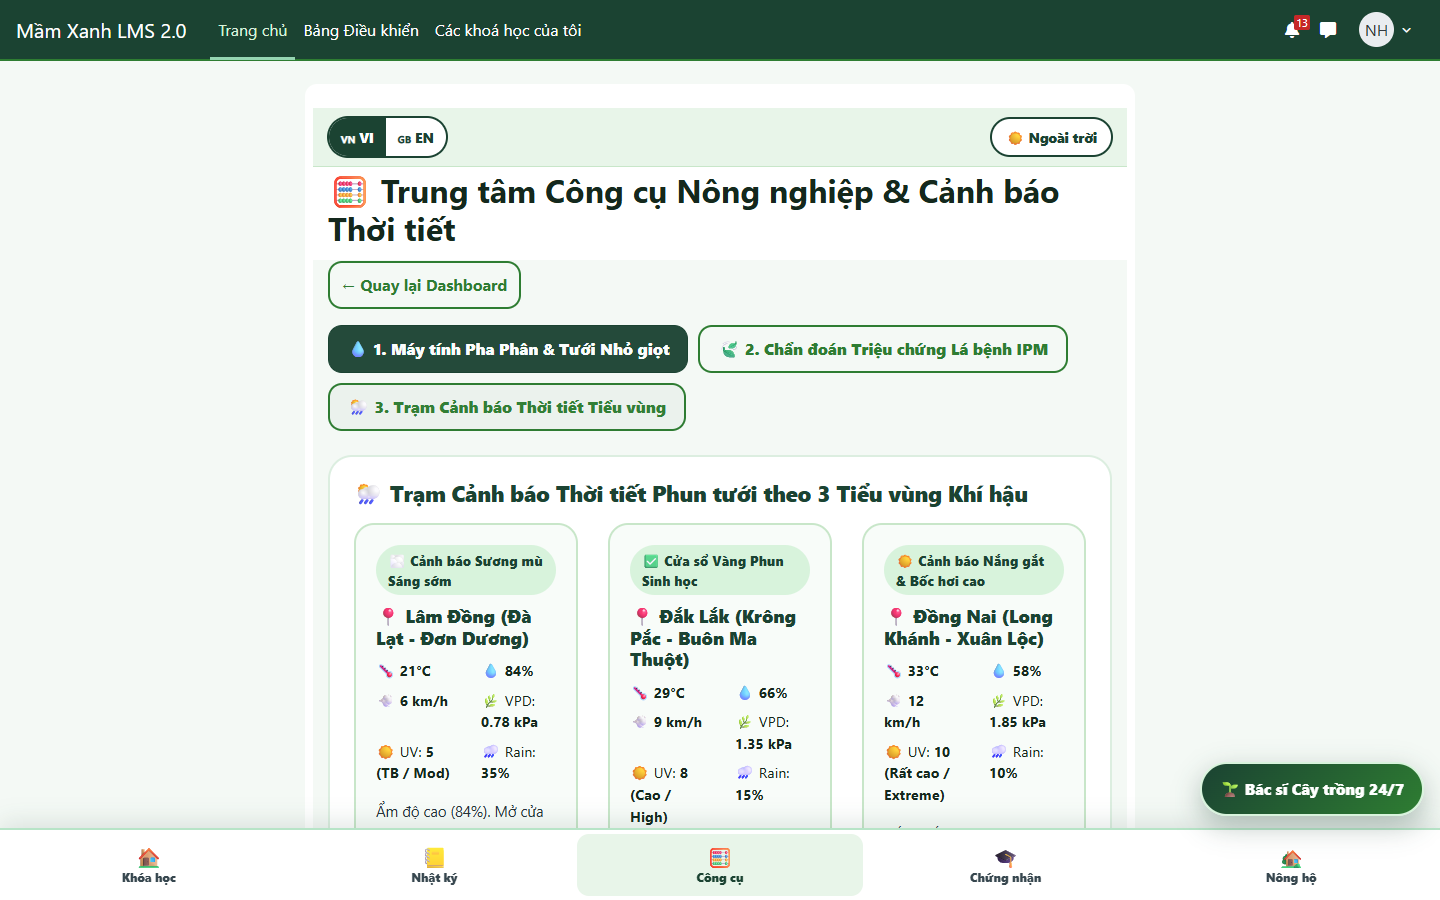 Mầm Xanh LMS 2.0
Trang chủ
Bảng Điều khiển
Các khoá học của tôi
13
NH
VN VI
GB EN
Ngoài trời
Trung tâm Công cụ Nông nghiệp & Cảnh báo
Thời tiết
← Quay lại Dashboard
1. Máy tính Pha Phân & Tưới Nhỏ giọt
2. Chẩn đoán Triệu chứng Lá bệnh IPM
3. Trạm Cảnh báo Thời tiết Tiểu vùng
Trạm Cảnh báo Thời tiết Phun tưới theo 3 Tiểu vùng Khí hậu
Cảnh báo Sương mù
Sáng sớm
Lâm Đồng (Đà
Lạt - Đơn Dương)
21°C
84%
6 km/h
VPD:
0.78 kPa
UV: 5
(TB / Mod)
Rain:
35%
Ẩm độ cao (84%). Mở cửa
Cửa sổ Vàng Phun
Sinh học
Đắk Lắk (Krông
Pắc - Buôn Ma
Thuột)
29°C
66%
9 km/h
VPD:
1.35 kPa
UV: 8
(Cao /
High)
Rain:
15%
Cảnh báo Nắng gắt
& Bốc hơi cao
Đồng Nai (Long
Khánh - Xuân Lộc)
33°C
58%
12
km/h
VPD:
1.85 kPa
UV: 10
(Rất cao /
Extreme)
Rain:
10%
Bác sĩ Cây trồng 24/7
Khóa học
Nhật ký
Công cụ
Chứng nhận
Nông hộ